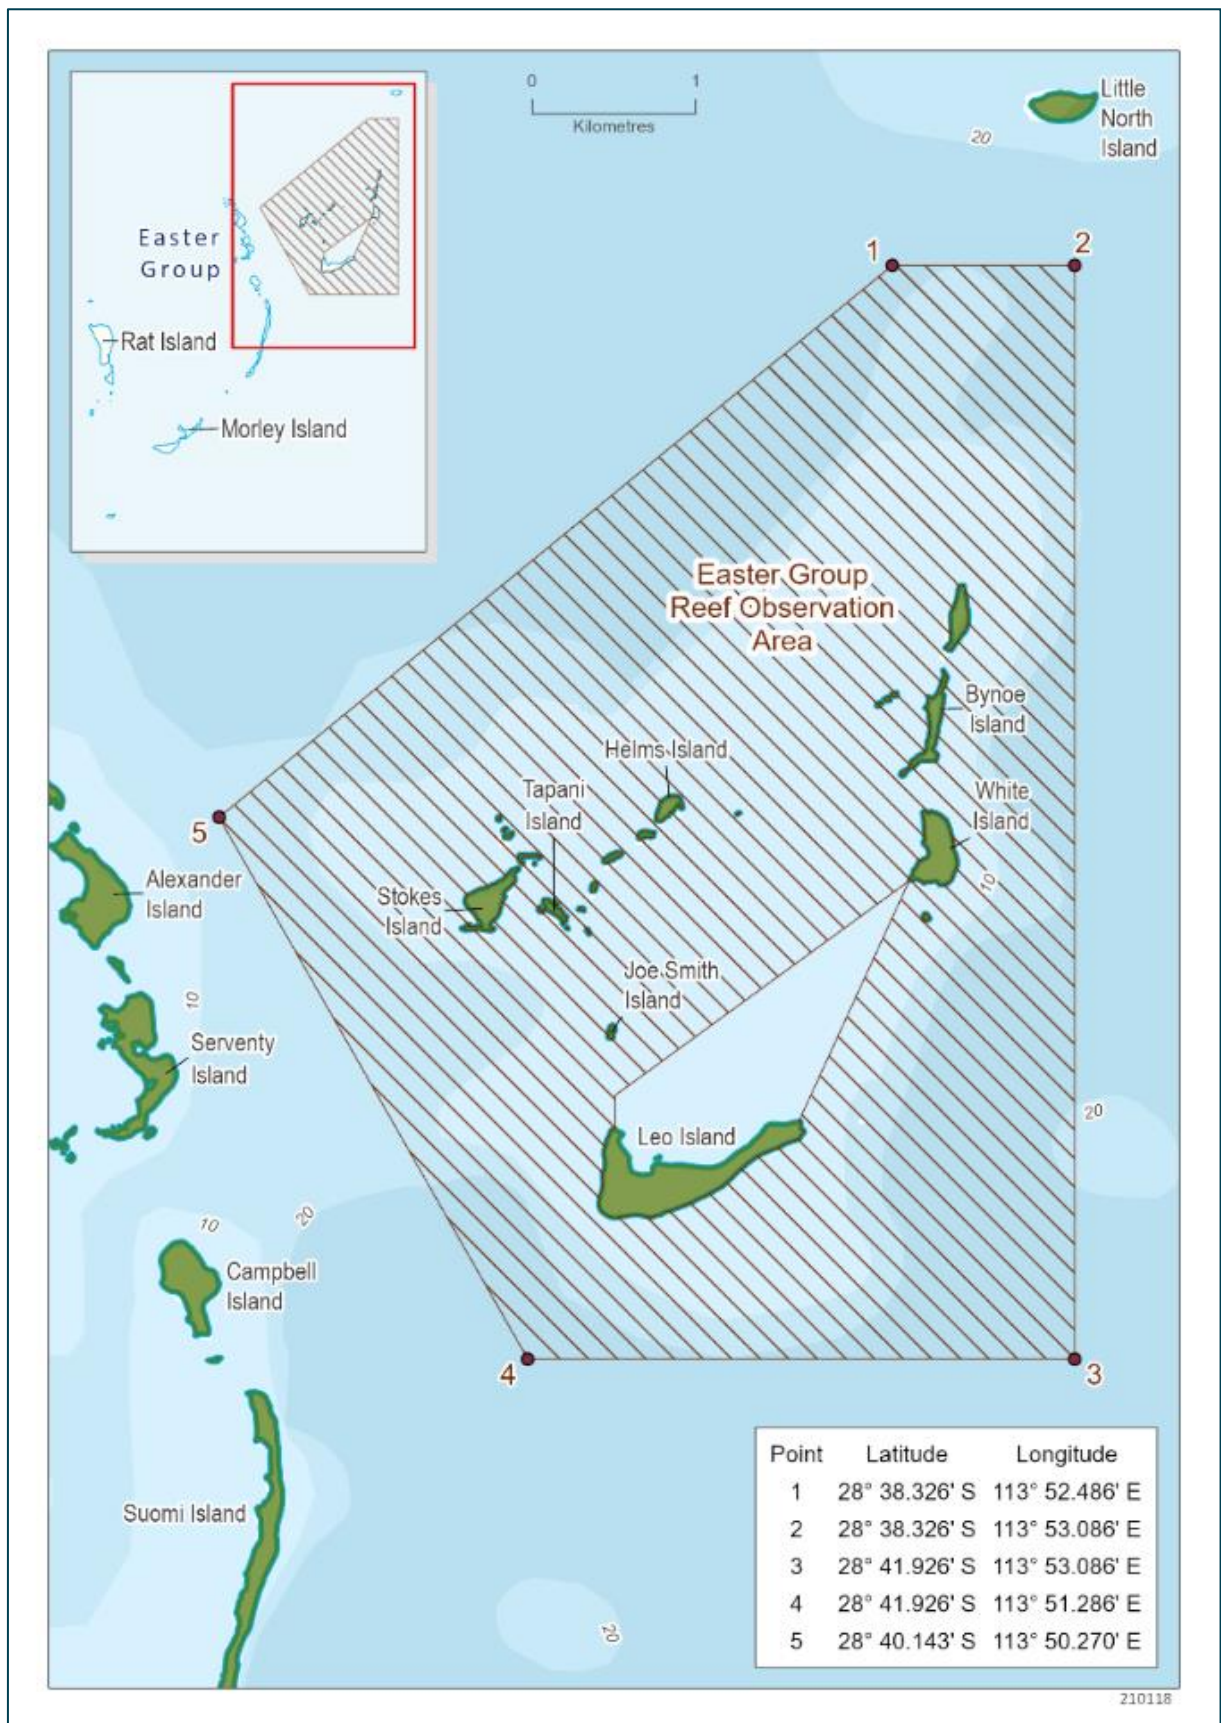 0 1
Kilometres
Little
North
Island
20
Easter
Group
Rat Island
Morley Island
1
2
Easter Group
Reef Observation
Area
Bynoe
Island
Helms Island
Tapani
Island
White
Island
5
10
Alexander
Island
Stokes
Island
Joe Smith
Island
10
Serventy
Island
20
Leo Island
10
20
Campbell
Island
4
3
Suomi Island
20
Point Latitude Longitude
1 28° 38.326' S 113° 52.486' E
2 28° 38.326' S 113° 53.086' E
3 28° 41.926' S 113° 53.086' E
4 28° 41.926' S 113° 51.286' E
5 28° 40.143' S 113° 50.270' E
210118